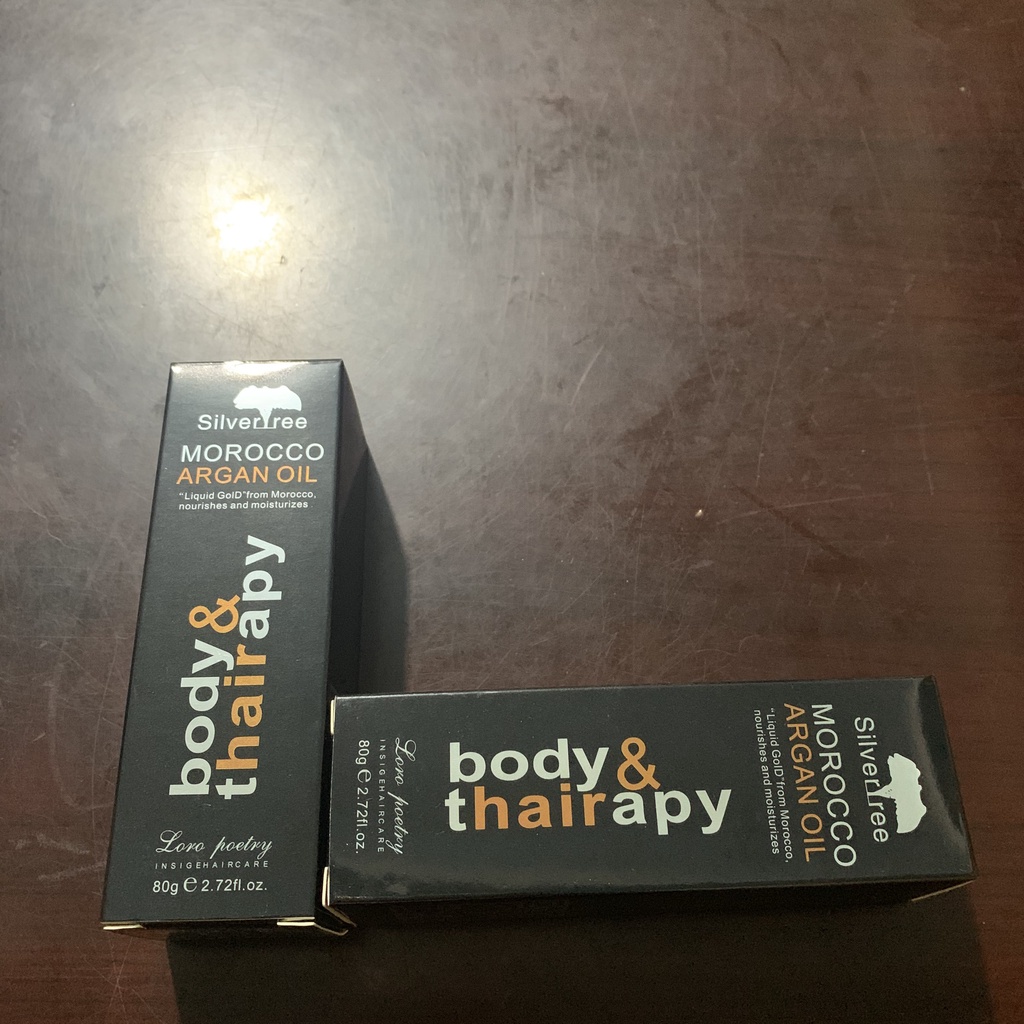 SilverTree
MOROCCO
ARGAN OIL
"Liquid GolD"from Morocco,
nourishes and moisturizes
body &
thairapy
Loro poetry
INSIGEHAIRCARE
80g e 2.72fl.oz.
SilverTree
MOROCCO
ARGAN OIL
"Liquid GolD"from Morocco,
nourishes and moisturizes
body &
thairapy
Loro poetry
INSIGEHAIRCARE
80g e 2.72fl.oz.